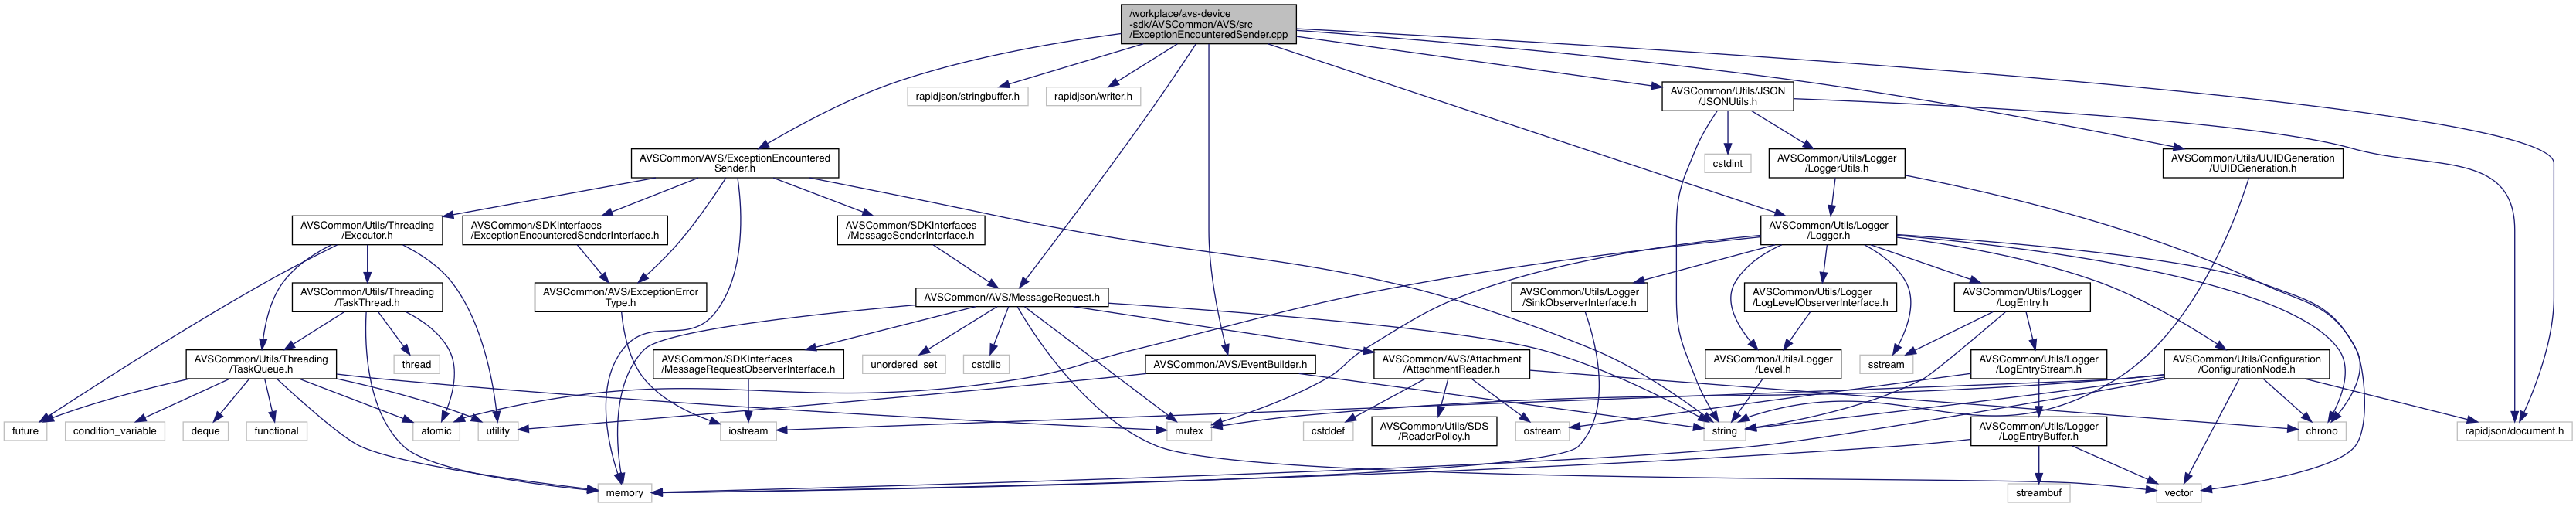 /workplace/avs-device
-sdk/AVSCommon/AVS/src
/ExceptionEncounteredSender.cpp
rapidjson/stringbuffer.h
rapidjson/writer.h
AVSCommon/Utils/JSON
/JSONUtils.h
AVSCommon/AVS/ExceptionEncountered
Sender.h
cstdint
AVSCommon/Utils/Logger
/LoggerUtils.h
AVSCommon/Utils/UUIDGeneration
/UUIDGeneration.h
AVSCommon/Utils/Threading
/Executor.h
AVSCommon/SDKInterfaces
/ExceptionEncounteredSenderInterface.h
AVSCommon/SDKInterfaces
/MessageSenderInterface.h
AVSCommon/Utils/Logger
/Logger.h
AVSCommon/Utils/Threading
/TaskThread.h
AVSCommon/AVS/ExceptionError
Type.h
AVSCommon/AVS/MessageRequest.h
AVSCommon/Utils/Logger
/SinkObserverInterface.h
AVSCommon/Utils/Logger
/LogLevelObserverInterface.h
AVSCommon/Utils/Logger
/LogEntry.h
AVSCommon/Utils/Threading
/TaskQueue.h
thread
AVSCommon/SDKInterfaces
/MessageRequestObserverInterface.h
unordered_set
cstdlib
AVSCommon/AVS/EventBuilder.h
AVSCommon/AVS/Attachment
/AttachmentReader.h
AVSCommon/Utils/Logger
/Level.h
sstream
AVSCommon/Utils/Logger
/LogEntryStream.h
AVSCommon/Utils/Configuration
/ConfigurationNode.h
future
condition_variable
deque
functional
atomic
utility
iostream
mutex
cstddef
AVSCommon/Utils/SDS
/ReaderPolicy.h
ostream
string
AVSCommon/Utils/Logger
/LogEntryBuffer.h
chrono
rapidjson/document.h
memory
streambuf
vector